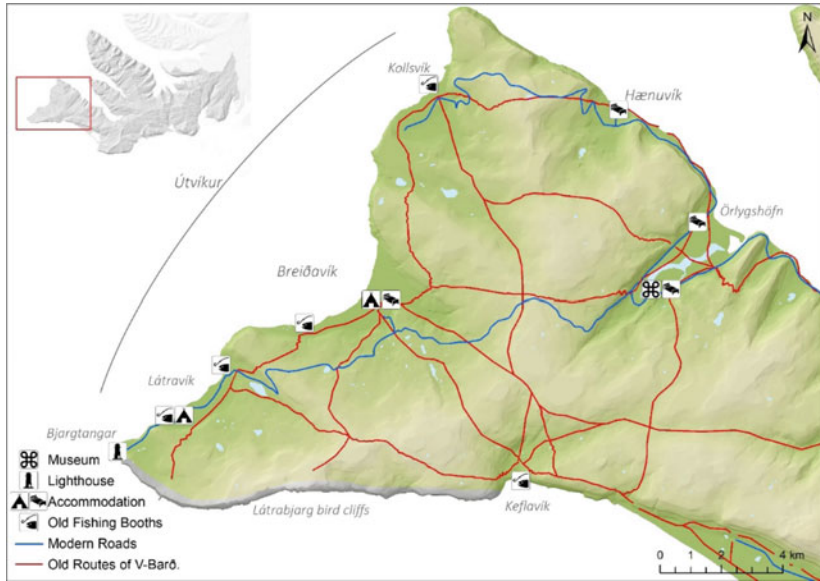 N
Kollsvík
Hænuvík
Útvíkur
Örlygshöfn
Breiðavík
Látravík
Bjargtangar
Museum
Lighthouse
Accommodation
Old Fishing Booths
Modern Roads
Old Routes of V-Barð.
Látrabjarg bird cliffs
Keflavík
0 1 2 4 km